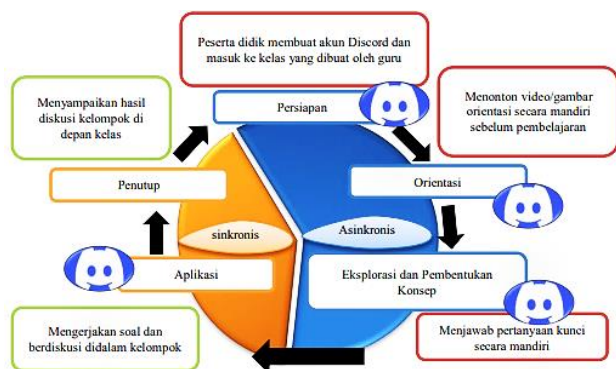 Peserta didik membuat akun Discord dan
masuk ke kelas yang dibuat oleh guru
Persiapan
Menonton video/gambar
orientasi secara mandiri
sebelum pembelajaran
Orientasi
Asinkronis
Eksplorasi dan Pembentukan
Konsep
Menjawab pertanyaan kunci
secara mandiri
Mengerjakan soal dan
berdiskusi didalam kelompok
Aplikasi
sinkronis
Penutup
Menyampaikan hasil
diskusi kelompok di
depan kelas